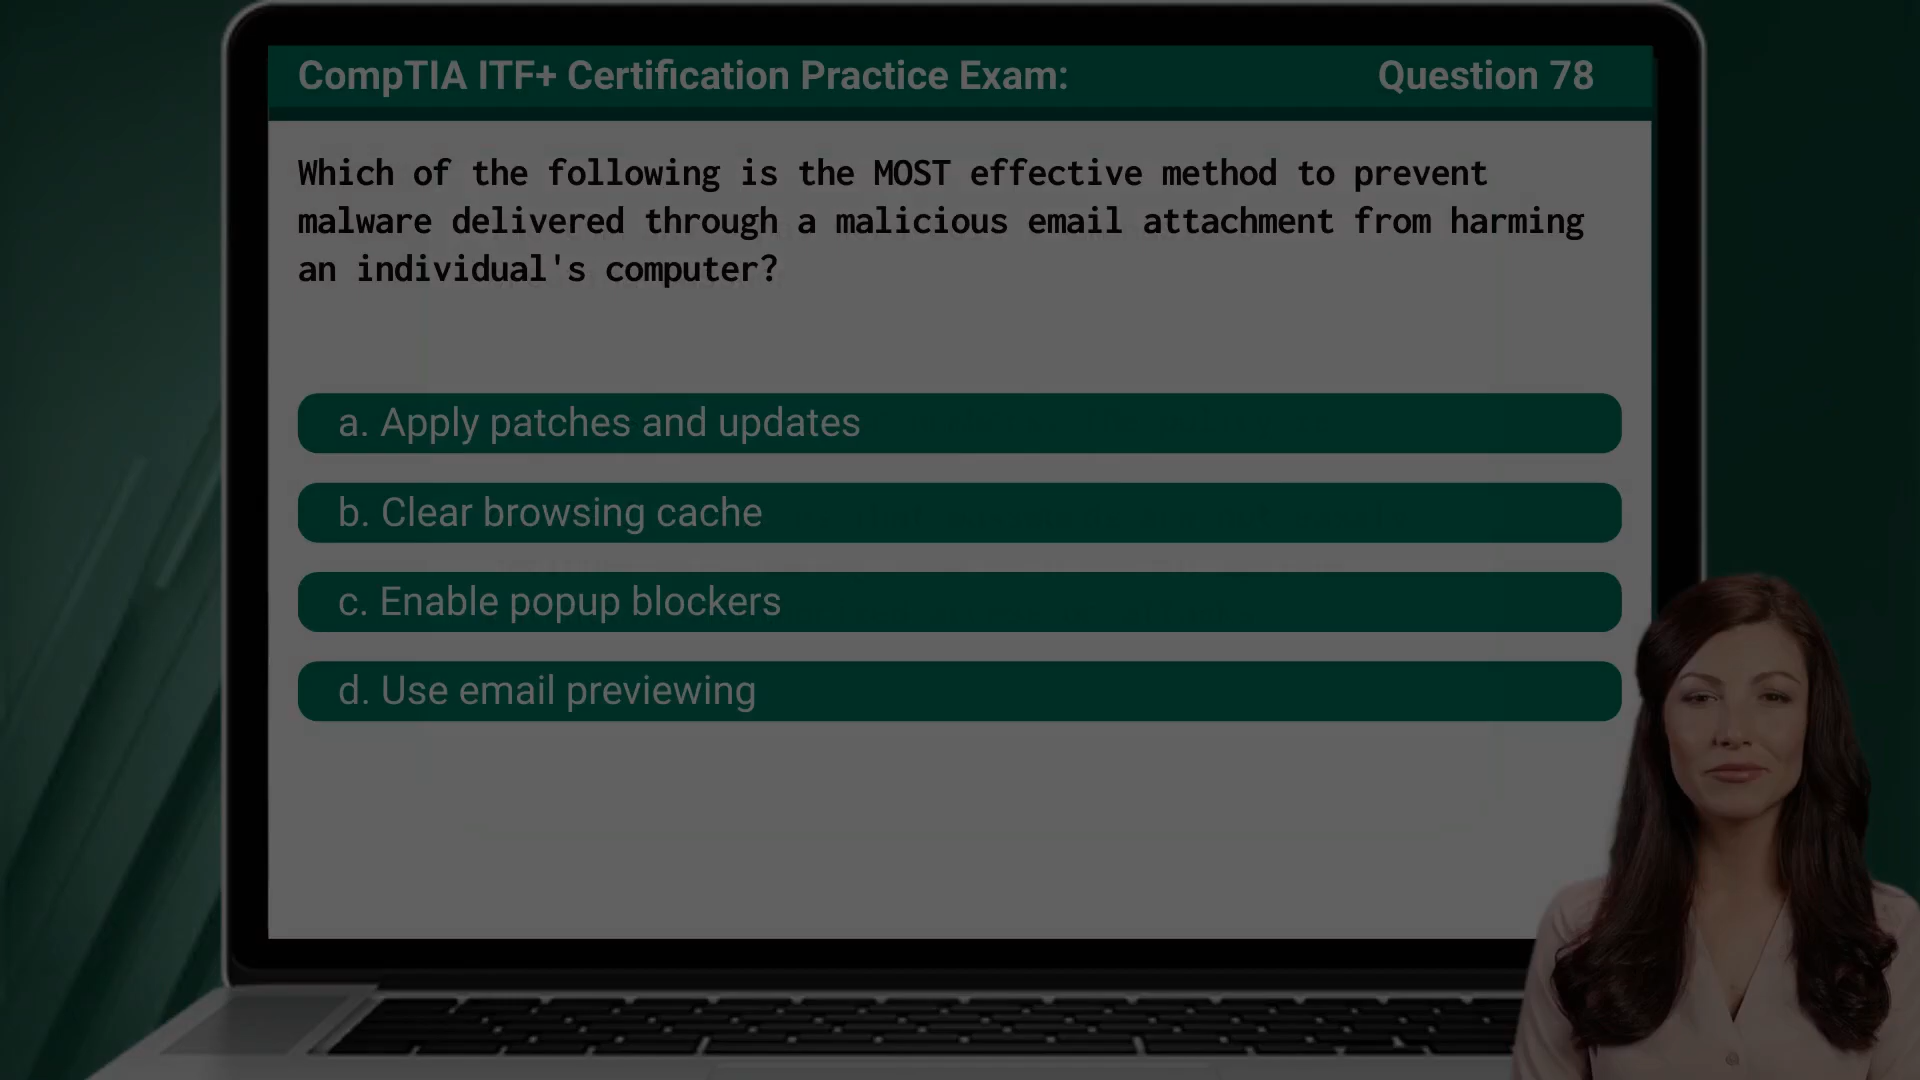 CompTIA ITF+ Certification Practice Exam: Question 78
Which of the following is the MOST effective method to prevent
malware delivered through a malicious email attachment from harming
an individual's computer?
a. Apply patches and updates
b. Clear browsing cache
c. Enable popup blockers
d. Use email previewing